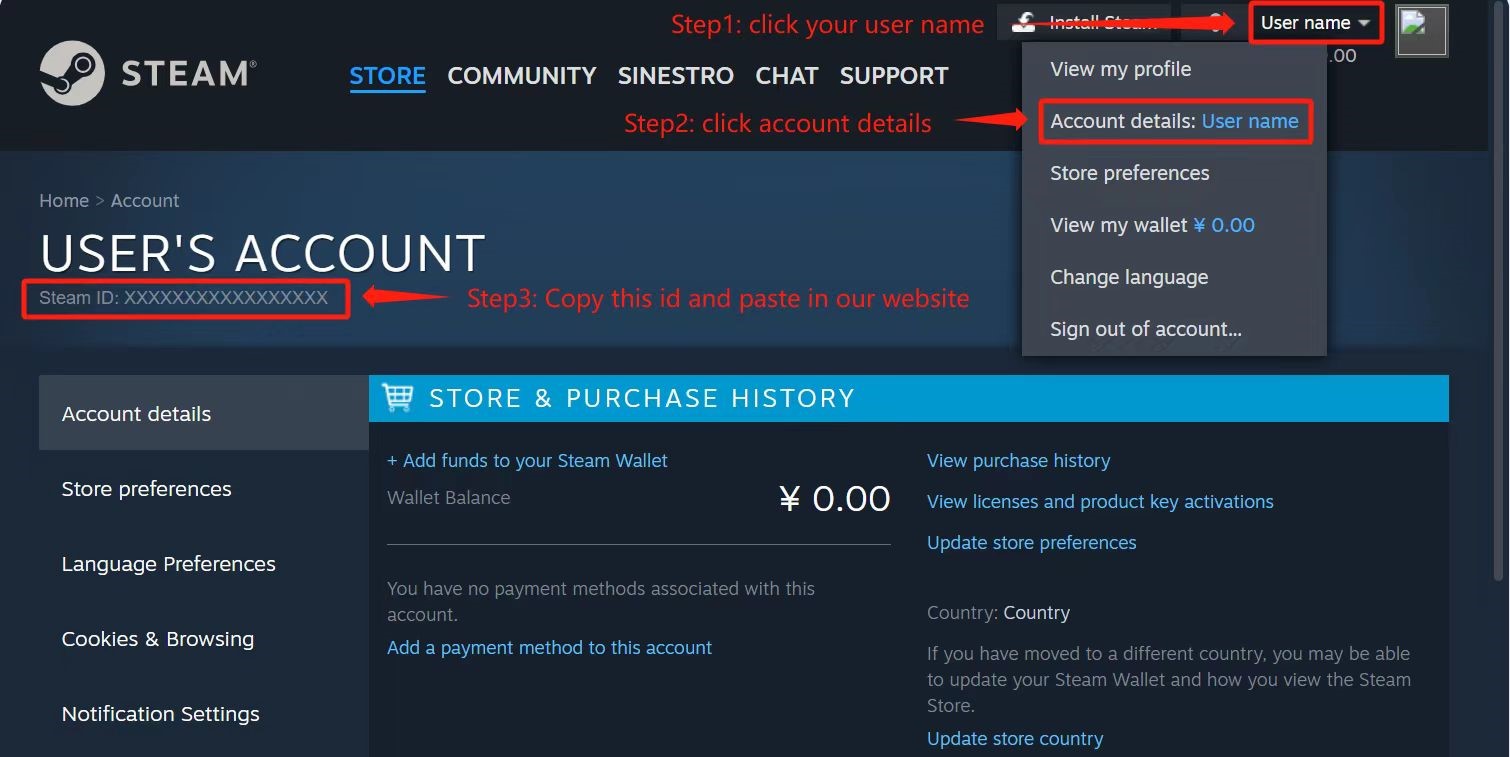 Step1: click your user name
Install Steam
User name
.00
STEAM®
STORE COMMUNITY SINESTRO CHAT SUPPORT
View my profile
Step2: click account details
Account details: User name
Store preferences
View my wallet ¥ 0.00
Change language
Sign out of account...
Home > Account
USER'S ACCOUNT
Steam ID: XXXXXXXXXXXXXXXXX
Step3: Copy this id and paste in our website
Account details
Store preferences
Language Preferences
Cookies & Browsing
Notification Settings
STORE & PURCHASE HISTORY
+ Add funds to your Steam Wallet
Wallet Balance ¥ 0.00
You have no payment methods associated with this
account.
Add a payment method to this account
View purchase history
View licenses and product key activations
Update store preferences
Country: Country
If you have moved to a different country, you may be able
to update your Steam Wallet and how you view the Steam
Store.
Update store country